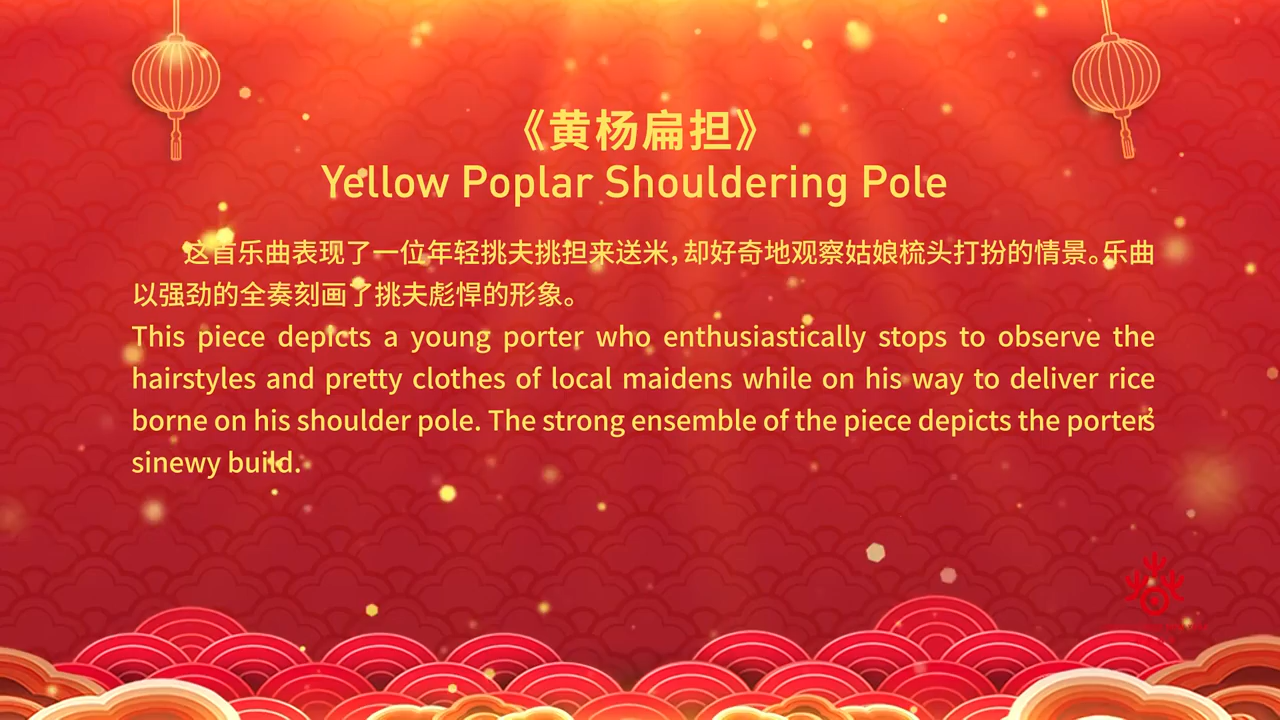 《黄杨扁担》
Yellow Poplar Shouldering Pole
这首乐曲表现了一位年轻挑夫挑担来送米，却好奇地观察姑娘梳头打扮的情景。乐曲
以强劲的全奏刻画了挑夫彪悍的形象。
This piece depicts a young porter who enthusiastically stops to observe the
hairstyles and pretty clothes of local maidens while on his way to deliver rice
borne on his shoulder pole. The strong ensemble of the piece depicts the porter's
sinewy build.